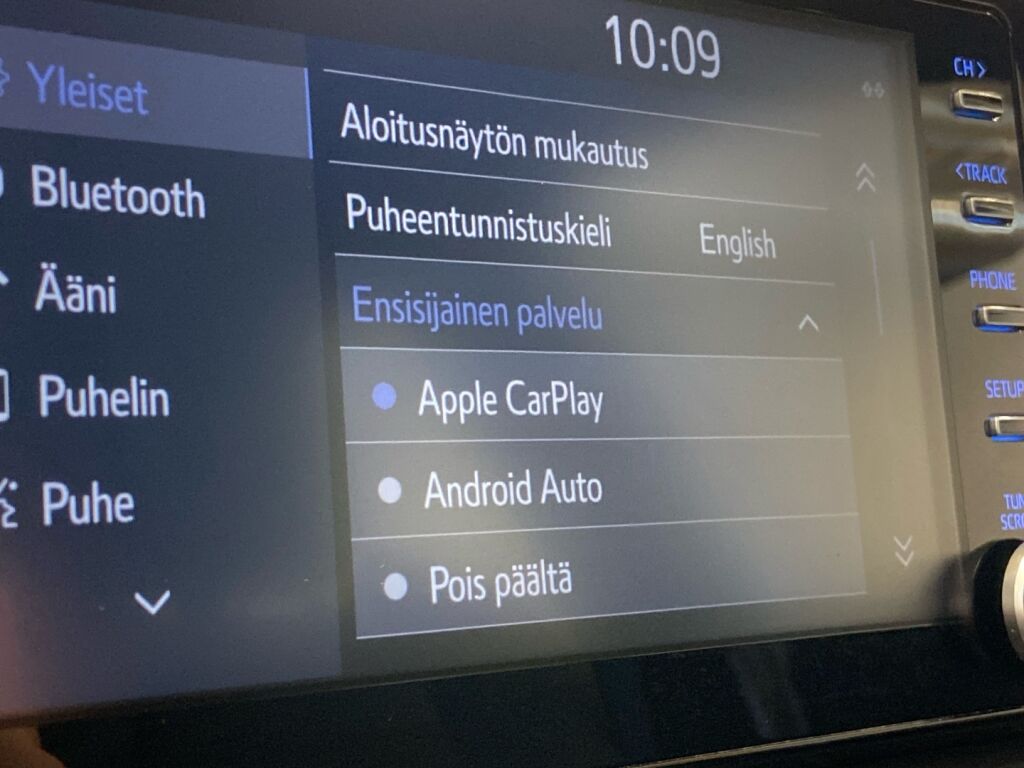 10:09
Yleiset
Bluetooth
Ääni
Puhelin
Puhe
Aloitusnäytön mukautus
Puheentunnistuskieli English
Ensisijainen palvelu
Apple CarPlay
Android Auto
Pois päältä
CH >
< TRACK
PHONE
SETUP